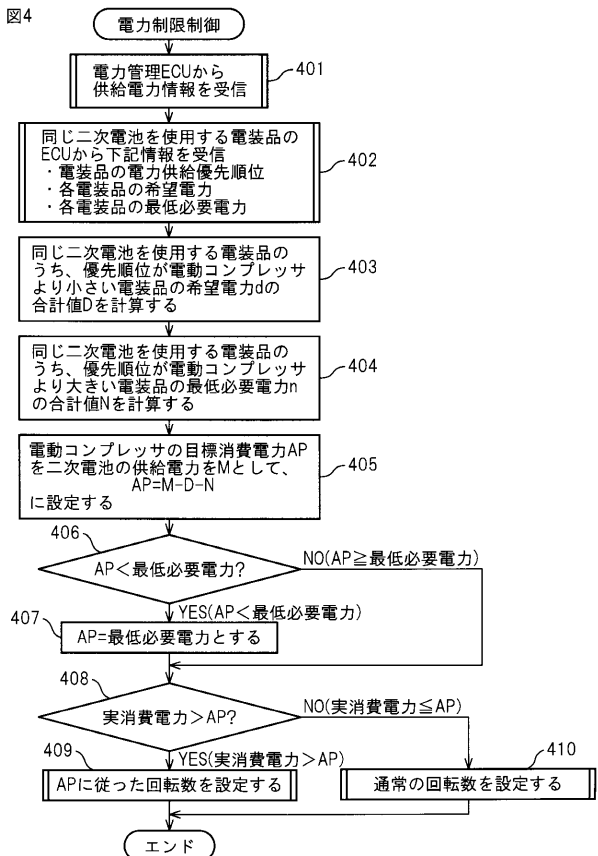 図4
電力制限制御
電力管理ECUから
供給電力情報を受信
401
同じ二次電池を使用する電装品の
ECUから下記情報を受信
・電装品の電力供給優先順位
・各電装品の希望電力
・各電装品の最低必要電力
402
同じ二次電池を使用する電装品の
うち、優先順位が電動コンプレッサ
より小さい電装品の希望電力dの
合計値Dを計算する
403
同じ二次電池を使用する電装品の
うち、優先順位が電動コンプレッサ
より大きい電装品の最低必要電力n
の合計値Nを計算する
404
電動コンプレッサの目標消費電力AP
を二次電池の供給電力をMとして、
AP=M-D-N
に設定する
405
406
AP<最低必要電力?
NO(AP≧最低必要電力)
YES(AP<最低必要電力)
407
AP=最低必要電力とする
408
実消費電力>AP?
NO(実消費電力≦AP)
YES(実消費電力>AP)
409
APに従った回転数を設定する
410
通常の回転数を設定する
エンド